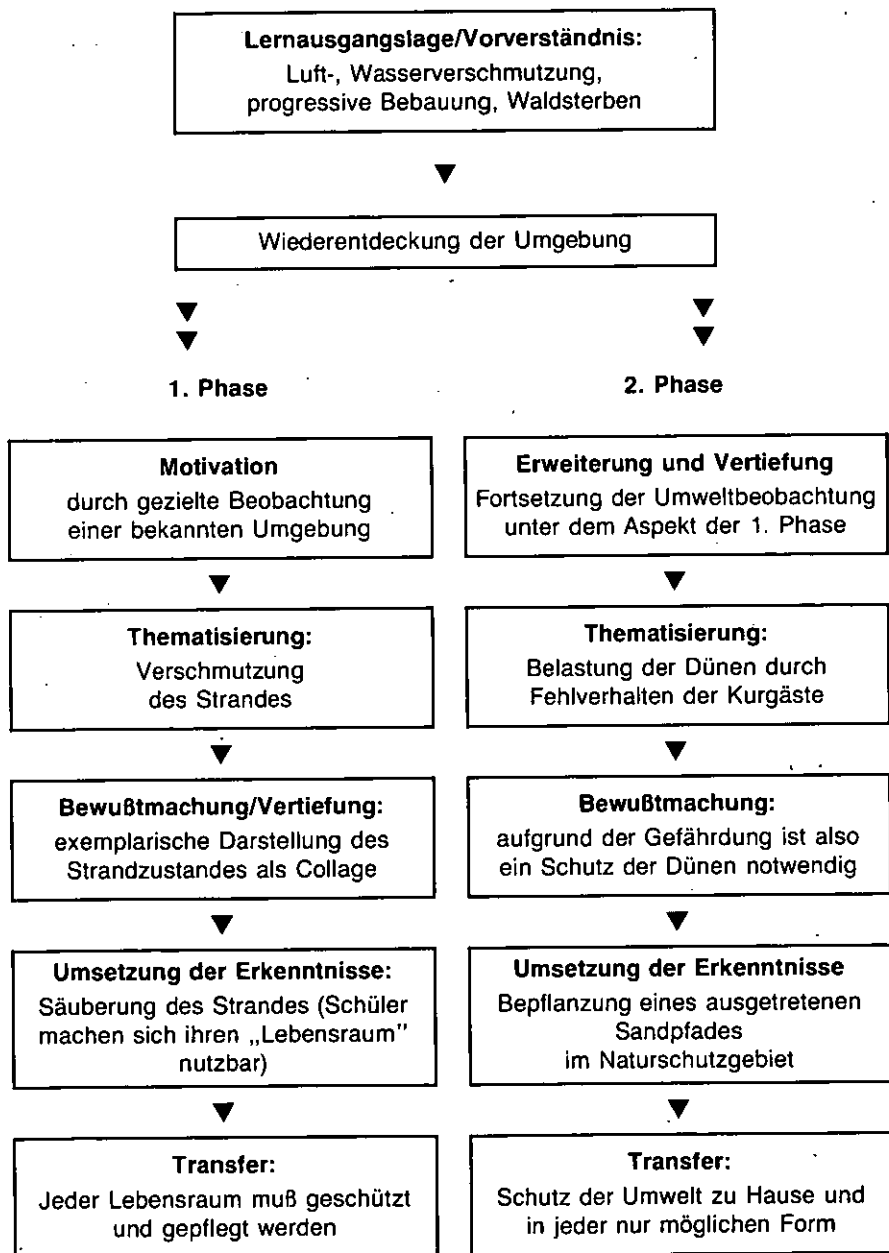 Lernausgangslage/Vorverständnis:
Luft-, Wasserverschmutzung,
progressive Bebauung, Waldsterben
Wiederentdeckung der Umgebung
1. Phase
Motivation
durch gezielte Beobachtung
einer bekannten Umgebung
Thematisierung:
Verschmutzung
des Strandes
Bewußtmachung/Vertiefung:
exemplarische Darstellung des
Strandzustandes als Collage
Umsetzung der Erkenntnisse:
Säuberung des Strandes (Schüler
machen sich ihren „Lebensraum”
nutzbar)
Transfer:
Jeder Lebensraum muß geschützt
und gepflegt werden
2. Phase
Erweiterung und Vertiefung
Fortsetzung der Umweltbeobachtung
unter dem Aspekt der 1. Phase
Thematisierung:
Belastung der Dünen durch
Fehlverhalten der Kurgäste
Bewußtmachung:
aufgrund der Gefährdung ist also
ein Schutz der Dünen notwendig
Umsetzung der Erkenntnisse
Bepflanzung eines ausgetretenen
Sandpfades
im Naturschutzgebiet
Transfer:
Schutz der Umwelt zu Hause und
in jeder nur möglichen Form